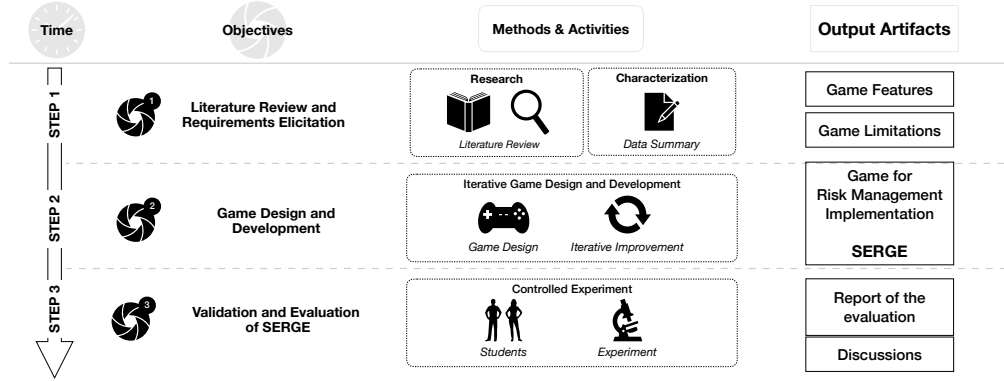 Time
Objectives
Methods & Activities
Output Artifacts
STEP 1
1
Literature Review and
Requirements Elicitation
Research
Literature Review
Characterization
Data Summary
Game Features
Game Limitations
STEP 2
2
Game Design and
Development
Iterative Game Design and Development
Game Design
Iterative Improvement
Game for
Risk Management
Implementation
SERGE
STEP 3
3
Validation and Evaluation
of SERGE
Controlled Experiment
Students
Experiment
Report of the
evaluation
Discussions